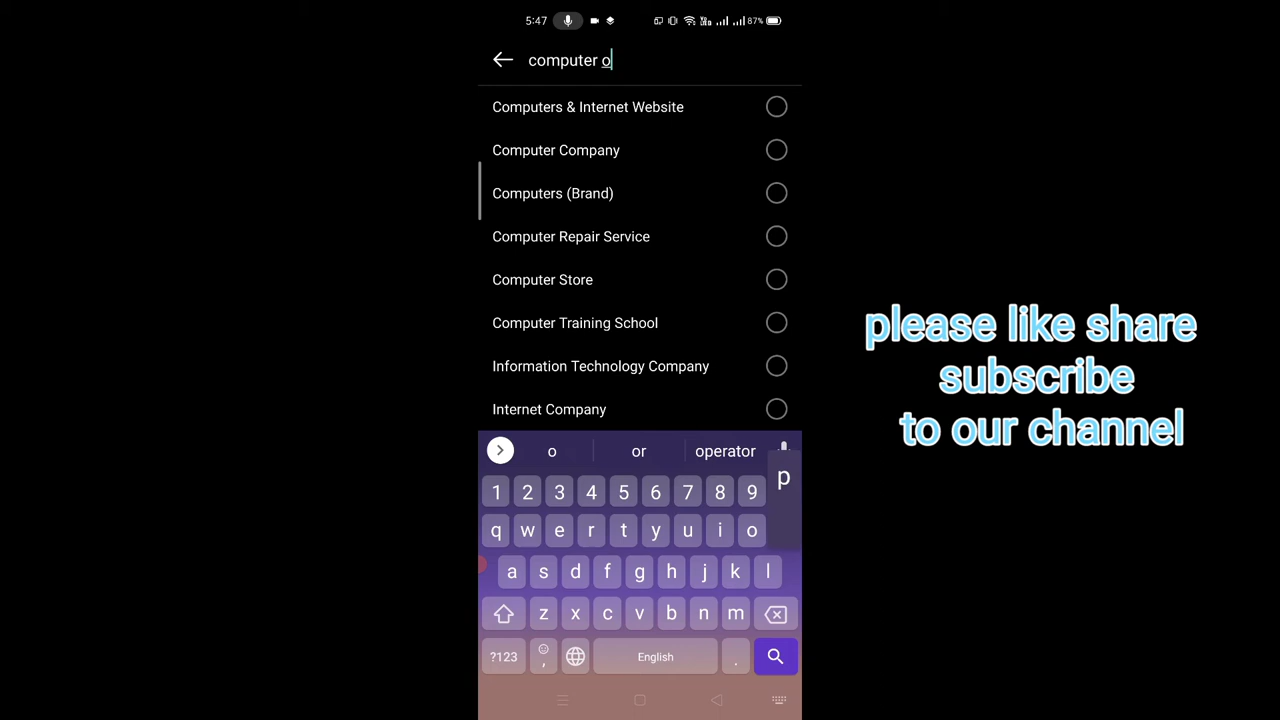 5:47 87%
computer o
Computers & Internet Website
Computer Company
Computers (Brand)
Computer Repair Service
Computer Store
Computer Training School
Information Technology Company
Internet Company
o or operator
p
1 2 3 4 5 6 7 8 9
q w e r t y u i o
a s d f g h j k l
z x c v b n m
?123 , English .
please like share
subscribe
to our channel